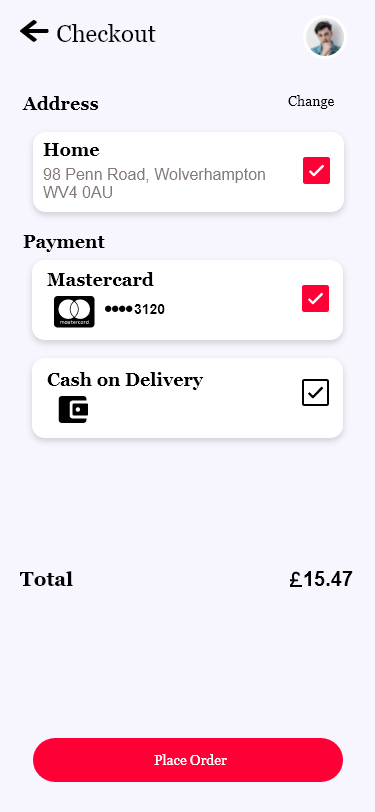 Checkout
Address
Change
Home
98 Penn Road, Wolverhampton
WV4 0AU
Payment
Mastercard
mastercard
••••3120
Cash on Delivery
Total
£15.47
Place Order